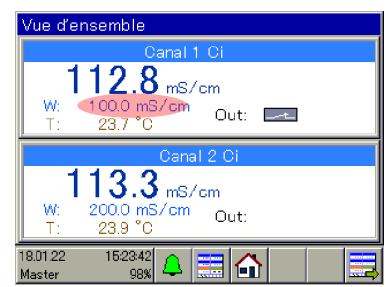 Vue d'ensemble
Canal 1 Ci
112.8 mS/cm
W: 100.0 mS/cm
Out:
T: 23.7 °C
Canal 2 Ci
113.3 mS/cm
W: 200.0 mS/cm
Out:
T: 23.9 °C
18.01.22 15:23:42
Master 98%